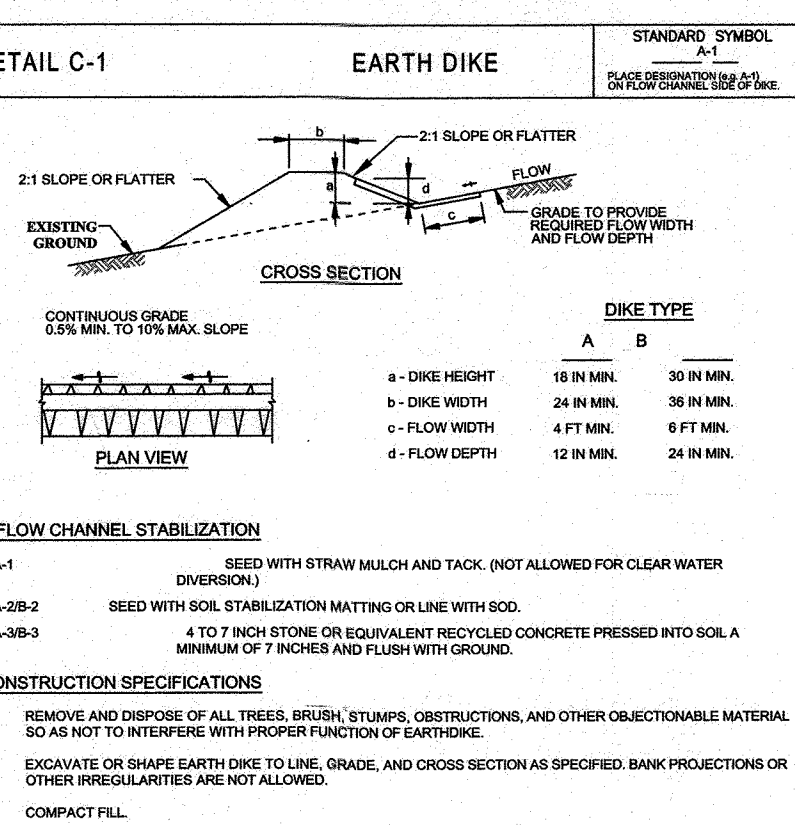 ETAIL C-1
EARTH DIKE
STANDARD SYMBOL
A-1
PLACE DESIGNATION (e.g. A-1)
ON FLOW CHANNEL SIDE OF DIKE.
b
2:1 SLOPE OR FLATTER
2:1 SLOPE OR FLATTER
a
d
FLOW
c
EXISTING
GROUND
GRADE TO PROVIDE
REQUIRED FLOW WIDTH
AND FLOW DEPTH
CROSS SECTION
CONTINUOUS GRADE
0.5% MIN. TO 10% MAX. SLOPE
PLAN VIEW
DIKE TYPE
A B
a - DIKE HEIGHT 18 IN MIN. 30 IN MIN.
b - DIKE WIDTH 24 IN MIN. 36 IN MIN.
c - FLOW WIDTH 4 FT MIN. 6 FT MIN.
d - FLOW DEPTH 12 IN MIN. 24 IN MIN.
FLOW CHANNEL STABILIZATION
A-1 SEED WITH STRAW MULCH AND TACK. (NOT ALLOWED FOR CLEAR WATER
DIVERSION.)
A-2/B-2 SEED WITH SOIL STABILIZATION MATTING OR LINE WITH SOD.
A-3/B-3 4 TO 7 INCH STONE OR EQUIVALENT RECYCLED CONCRETE PRESSED INTO SOIL A
MINIMUM OF 7 INCHES AND FLUSH WITH GROUND.
ONSTRUCTION SPECIFICATIONS
REMOVE AND DISPOSE OF ALL TREES, BRUSH, STUMPS, OBSTRUCTIONS, AND OTHER OBJECTIONABLE MATERIAL
SO AS NOT TO INTERFERE WITH PROPER FUNCTION OF EARTHDIKE.
EXCAVATE OR SHAPE EARTH DIKE TO LINE, GRADE, AND CROSS SECTION AS SPECIFIED. BANK PROJECTIONS OR
OTHER IRREGULARITIES ARE NOT ALLOWED.
COMPACT FILL.